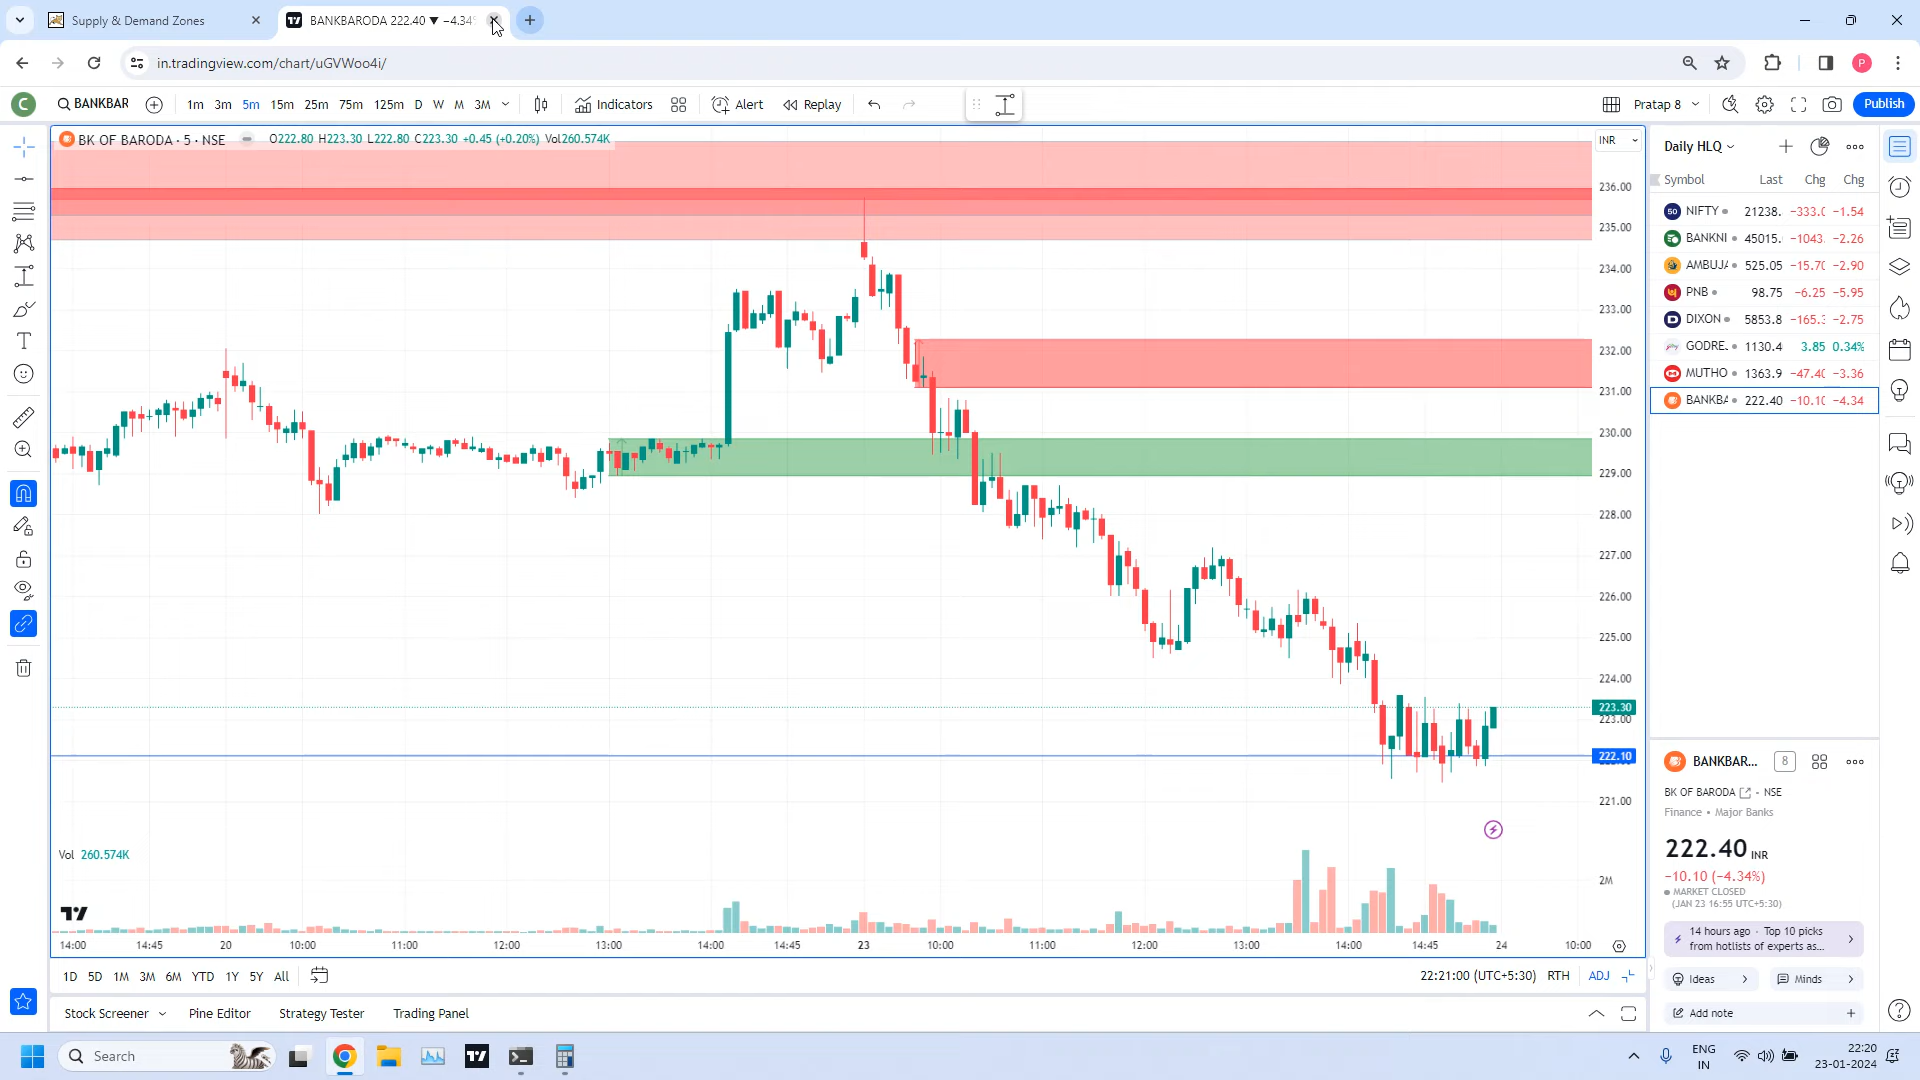 Supply & Demand Zones
BANKBARODA 222.40 ▼ −4.34
in.tradingview.com/chart/uGVWoo4i/
P
C
BANKBAR
1m 3m 5m 15m 25m 75m 125m D W M 3M
Indicators
Alert
Replay
Pratap 8
Publish
BK OF BARODA · 5 · NSE
O222.80 H223.30 L222.80 C223.30 +0.45 (+0.20%) Vol260.574K
INR
236.00
235.00
234.00
233.00
232.00
231.00
230.00
229.00
228.00
227.00
226.00
225.00
224.00
223.30
223.00
222.10
221.00
Vol 260.574K
2M
14:00 14:45 20 10:00 11:00 12:00 13:00 14:00 14:45 23 10:00 11:00 12:00 13:00 14:00 14:45 24 10:00
1D 5D 1M 3M 6M YTD 1Y 5Y All
22:21:00 (UTC+5:30) RTH ADJ
Stock Screener
Pine Editor
Strategy Tester
Trading Panel
Daily HLQ
Symbol Last Chg Chg
50 NIFTY 21238. −333.0 −1.54
BANKNI 45015. −1043. −2.26
AMBUJA 525.05 −15.70 −2.90
PNB 98.75 −6.25 −5.95
D DIXON 5853.8 −165.3 −2.75
GODRE. 1130.4 3.85 0.34%
MUTHO 1363.9 −47.40 −3.36
BANKBA 222.40 −10.10 −4.34
BANKBAR... 8
BK OF BARODA - NSE
Finance • Major Banks
222.40 INR
−10.10 (−4.34%)
MARKET CLOSED
(JAN 23 16:55 UTC+5:30)
14 hours ago · Top 10 picks
from hotlists of experts as...
Ideas
Minds
Add note
Search
ENG
IN
22:20
23-01-2024